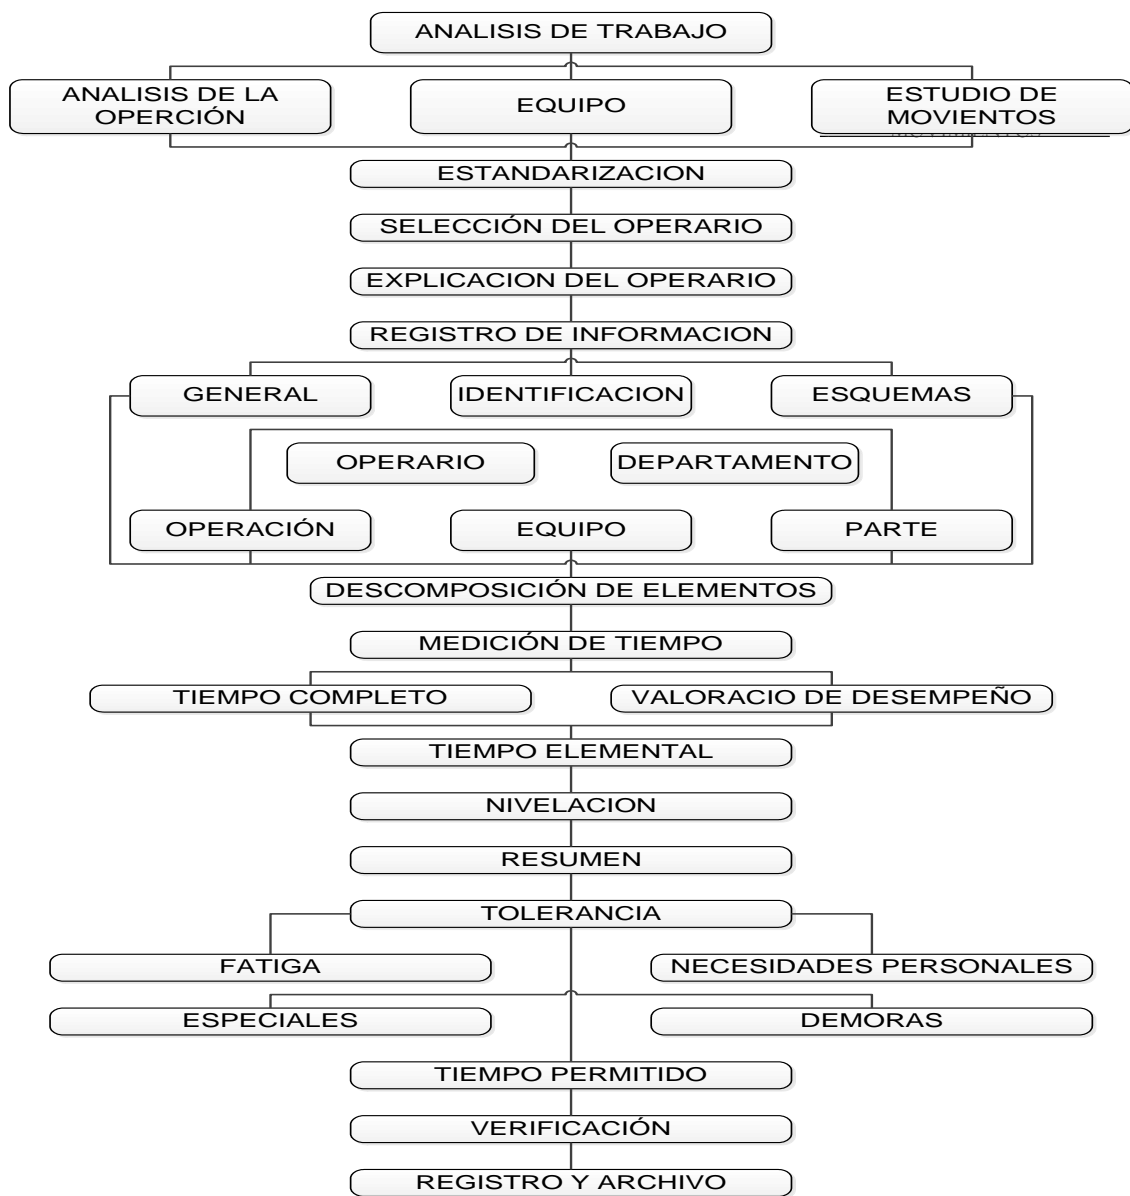 ANALISIS DE TRABAJO
ANALISIS DE LA
OPERCIÓN
EQUIPO
ESTUDIO DE
MOVIENTOS
ESTANDARIZACION
SELECCIÓN DEL OPERARIO
EXPLICACION DEL OPERARIO
REGISTRO DE INFORMACION
GENERAL
IDENTIFICACION
ESQUEMAS
OPERARIO
DEPARTAMENTO
OPERACIÓN
EQUIPO
PARTE
DESCOMPOSICIÓN DE ELEMENTOS
MEDICIÓN DE TIEMPO
TIEMPO COMPLETO
VALORACIO DE DESEMPEÑO
TIEMPO ELEMENTAL
NIVELACION
RESUMEN
TOLERANCIA
FATIGA
NECESIDADES PERSONALES
ESPECIALES
DEMORAS
TIEMPO PERMITIDO
VERIFICACIÓN
REGISTRO Y ARCHIVO